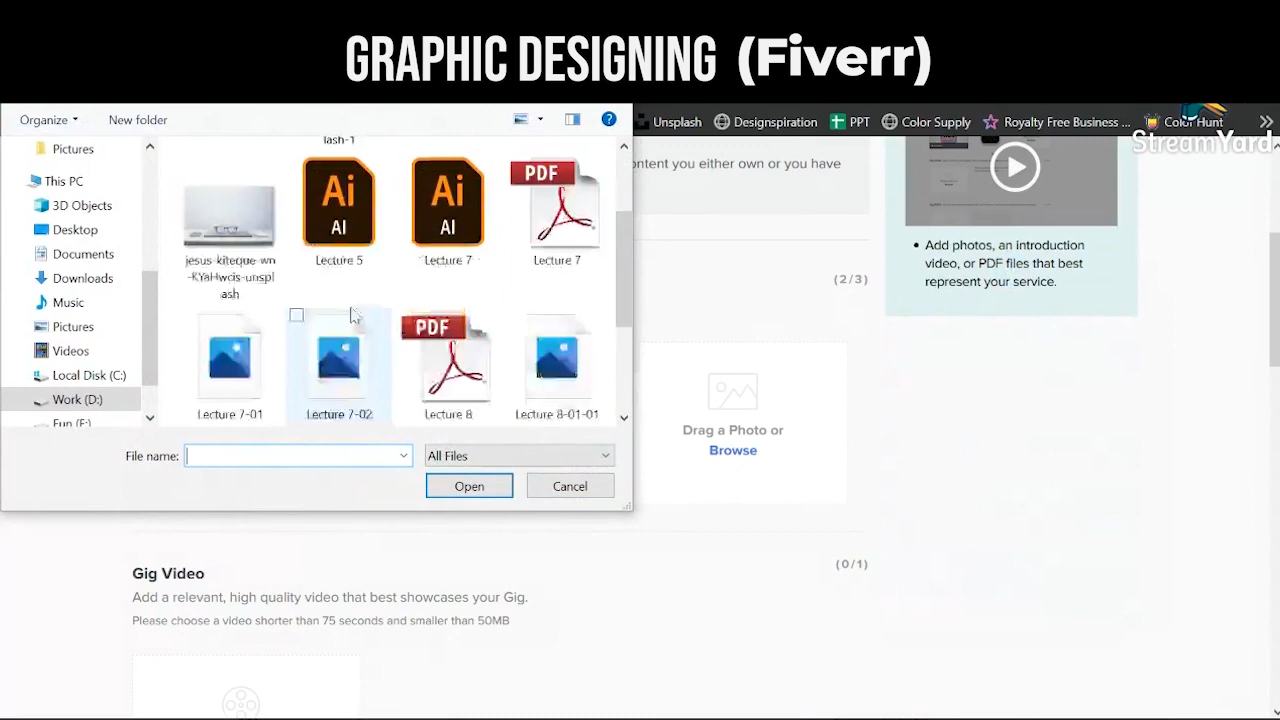 GRAPHIC DESIGNING (Fiverr)
Organize New folder
Unsplash Designspiration PPT Color Supply Royalty Free Business ... Color Hunt
StreamYard
Pictures
This PC
3D Objects
Desktop
Documents
Downloads
Music
Pictures
Videos
Local Disk (C:)
Work (D:)
Fun (F:)
lash-1
Ai
AI
Ai
AI
PDF
jesus-kiteque-wn
-KYaHwcis-unspl
ash
Lecture 5
Lecture 7
Lecture 7
PDF
Lecture 7-01
Lecture 7-02
Lecture 8
Lecture 8-01-01
File name:
All Files
Open
Cancel
ontent you either own or you have
(2/3)
Drag a Photo or
Browse
Add photos, an introduction
video, or PDF files that best
represent your service.
Gig Video
(0/1)
Add a relevant, high quality video that best showcases your Gig.
Please choose a video shorter than 75 seconds and smaller than 50MB